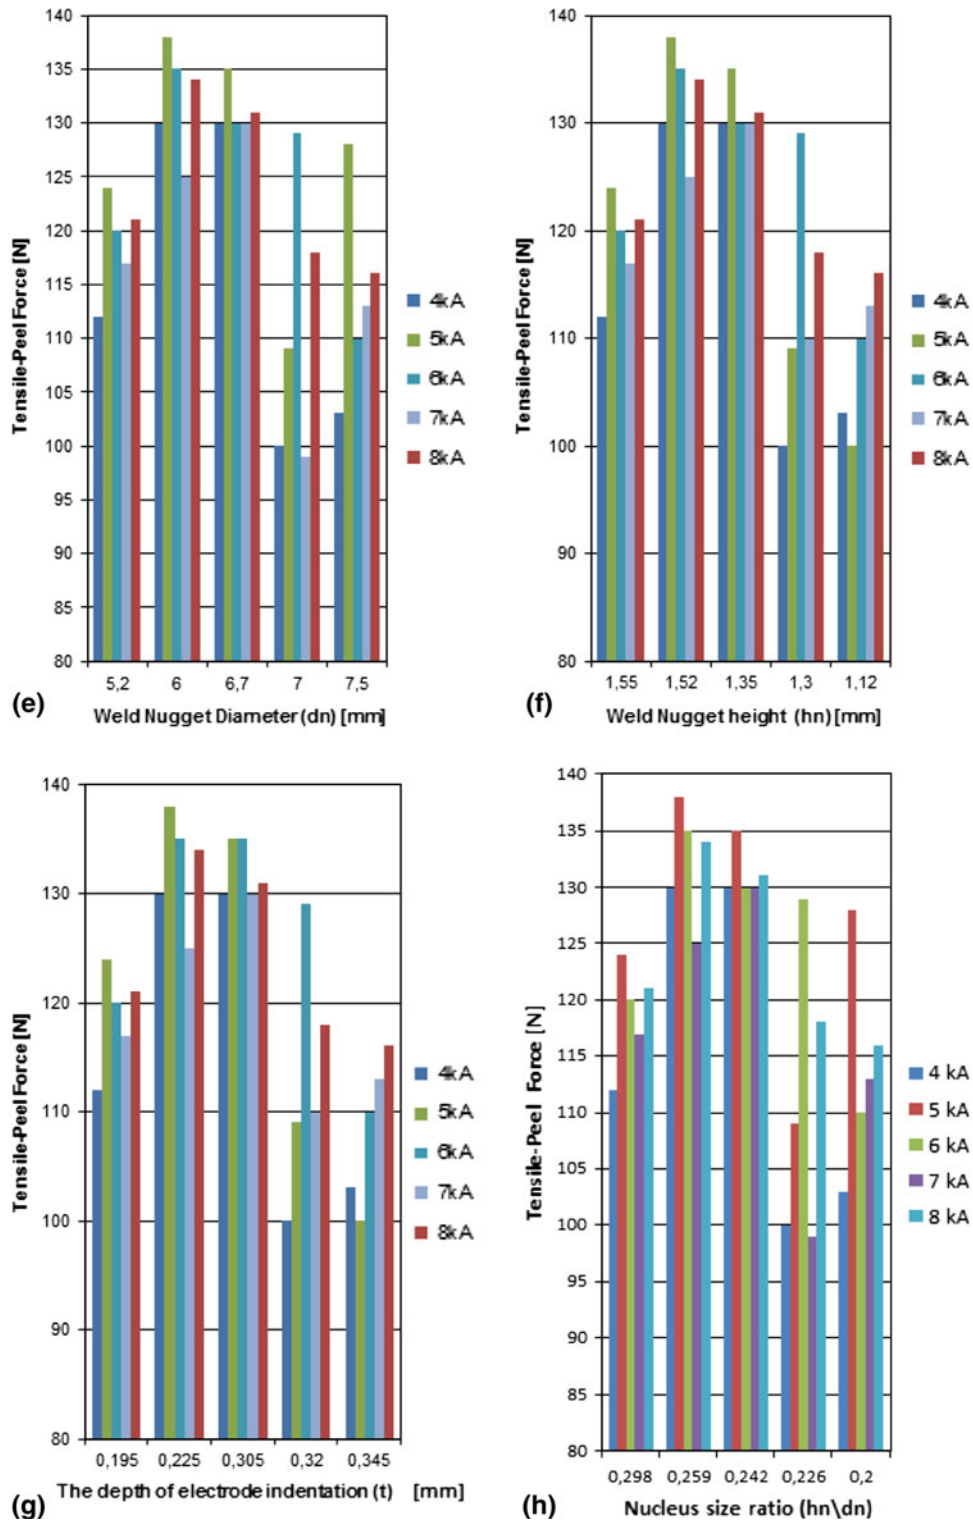 140
135
130
125
120
115
110
105
100
95
90
85
80
Tensile-Peel Force [N]
5,2 6 6,7 7 7,5
Weld Nugget Diameter (dn) [mm]
4kA
5kA
6kA
7kA
8kA
(e)
140
130
120
110
100
90
80
Tensile-Peel Force [N]
1,55 1,52 1,35 1,3 1,12
Weld Nugget height (hn) [mm]
4kA
5kA
6kA
7kA
8kA
(f)
140
130
120
110
100
90
80
Tensile-Peel Force [N]
0,195 0,225 0,305 0,32 0,345
The depth of electrode indentation (t) [mm]
4kA
5kA
6kA
7kA
8kA
(g)
140
135
130
125
120
115
110
105
100
95
90
85
80
Tensile-Peel Force [N]
0,298 0,259 0,242 0,226 0,2
Nucleus size ratio (hn\dn)
4 kA
5 kA
6 kA
7 kA
8 kA
(h)